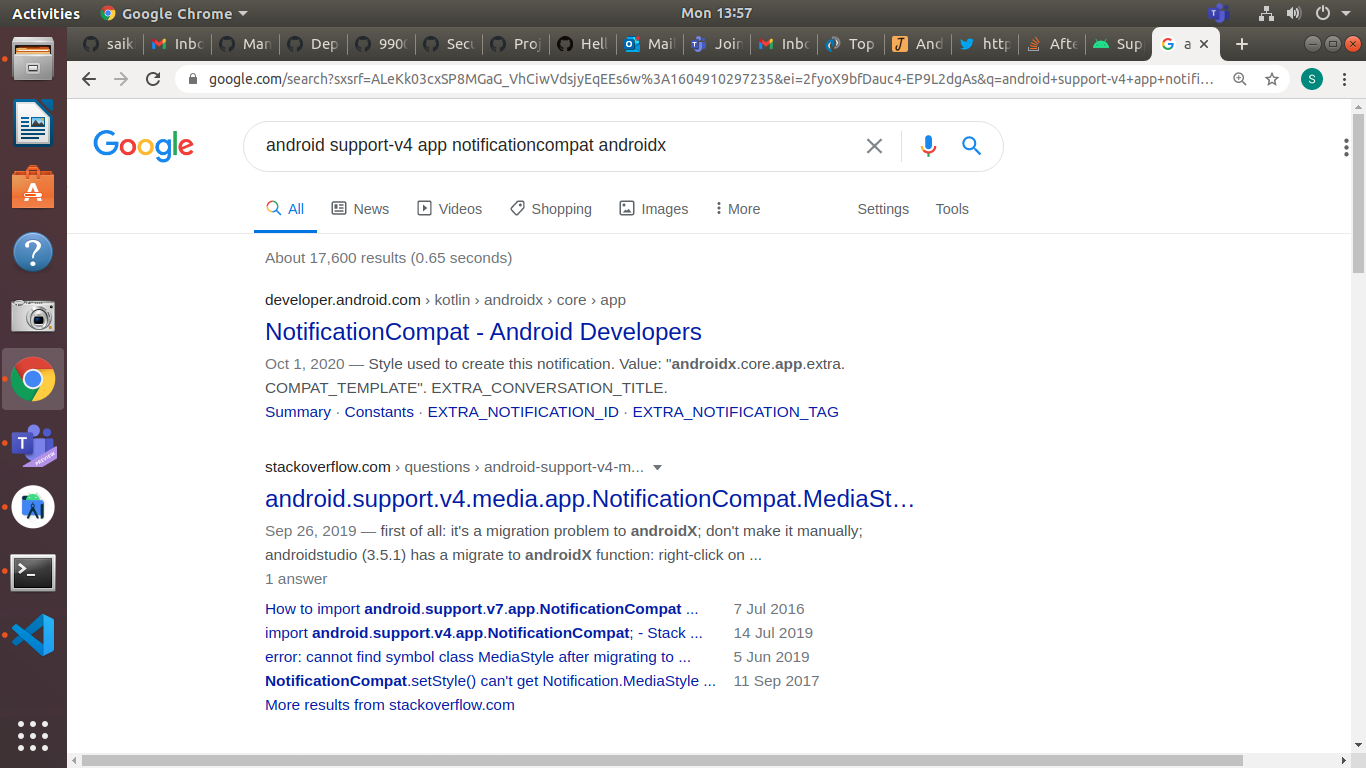 Activities
Google Chrome
Mon 13:57
saik
Inbo
Man
Dep
990
Secu
Proj
Hell
Mail
Join
Inbo
Top
And
http
Afte
Sup
a
google.com/search?sxsrf=ALeKk03cxSP8MGaG_VhCiwVdsjyEqEEs6w%3A1604910297235&ei=2fyoX9bfDauc4-EP9L2dgAs&q=android+support-v4+app+notifi…
S
Google
android support-v4 app notificationcompat androidx
All
News
Videos
Shopping
Images
More
Settings
Tools
About 17,600 results (0.65 seconds)
developer.android.com › kotlin › androidx › core › app
NotificationCompat - Android Developers
Oct 1, 2020 — Style used to create this notification. Value: "androidx.core.app.extra.
COMPAT_TEMPLATE". EXTRA_CONVERSATION_TITLE.
Summary · Constants · EXTRA_NOTIFICATION_ID · EXTRA_NOTIFICATION_TAG
stackoverflow.com › questions › android-support-v4-m...
android.support.v4.media.app.NotificationCompat.MediaSt…
Sep 26, 2019 — first of all: it's a migration problem to androidX; don't make it manually;
androidstudio (3.5.1) has a migrate to androidX function: right-click on ...
1 answer
How to import android.support.v7.app.NotificationCompat ... 7 Jul 2016
import android.support.v4.app.NotificationCompat; - Stack ... 14 Jul 2019
error: cannot find symbol class MediaStyle after migrating to ... 5 Jun 2019
NotificationCompat.setStyle() can't get Notification.MediaStyle ... 11 Sep 2017
More results from stackoverflow.com